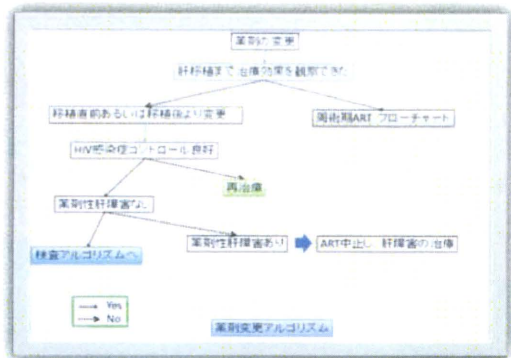 薬剤の変更
肝移植まで治療効果を観察できた
移植直前あるいは移植後より変更
周術期ART フローチャート
HIV感染症コントロール良好
再治療
薬剤性肝障害なし
薬剤性肝障害あり
ART中止し 肝障害の治療
検査アルゴリズムへ
Yes
No
薬剤変更アルゴリズム